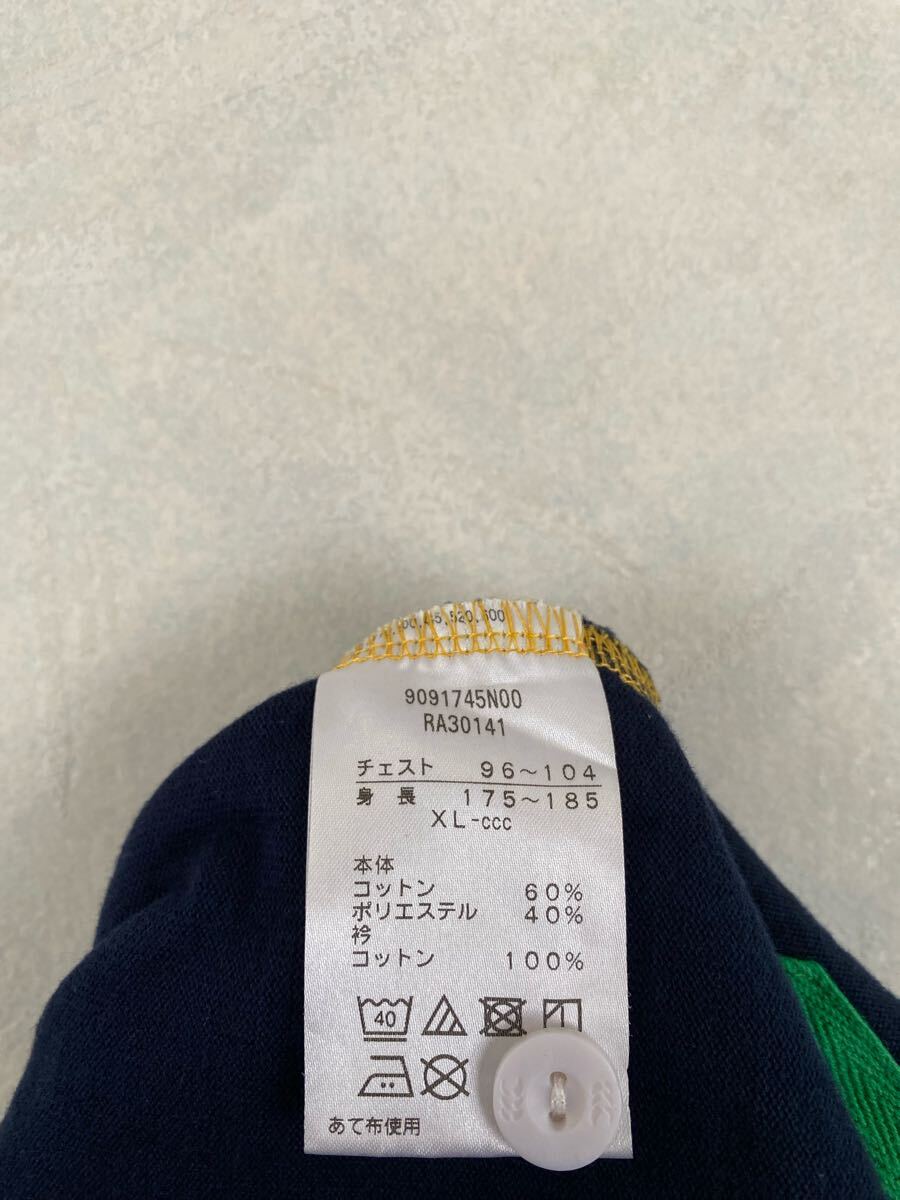 9091745N00
RA30141
チェスト 96～104
身長 175～185
XL-ccc
本体
コットン 60%
ポリエステル 40%
衿
コットン 100%
40
あて布使用